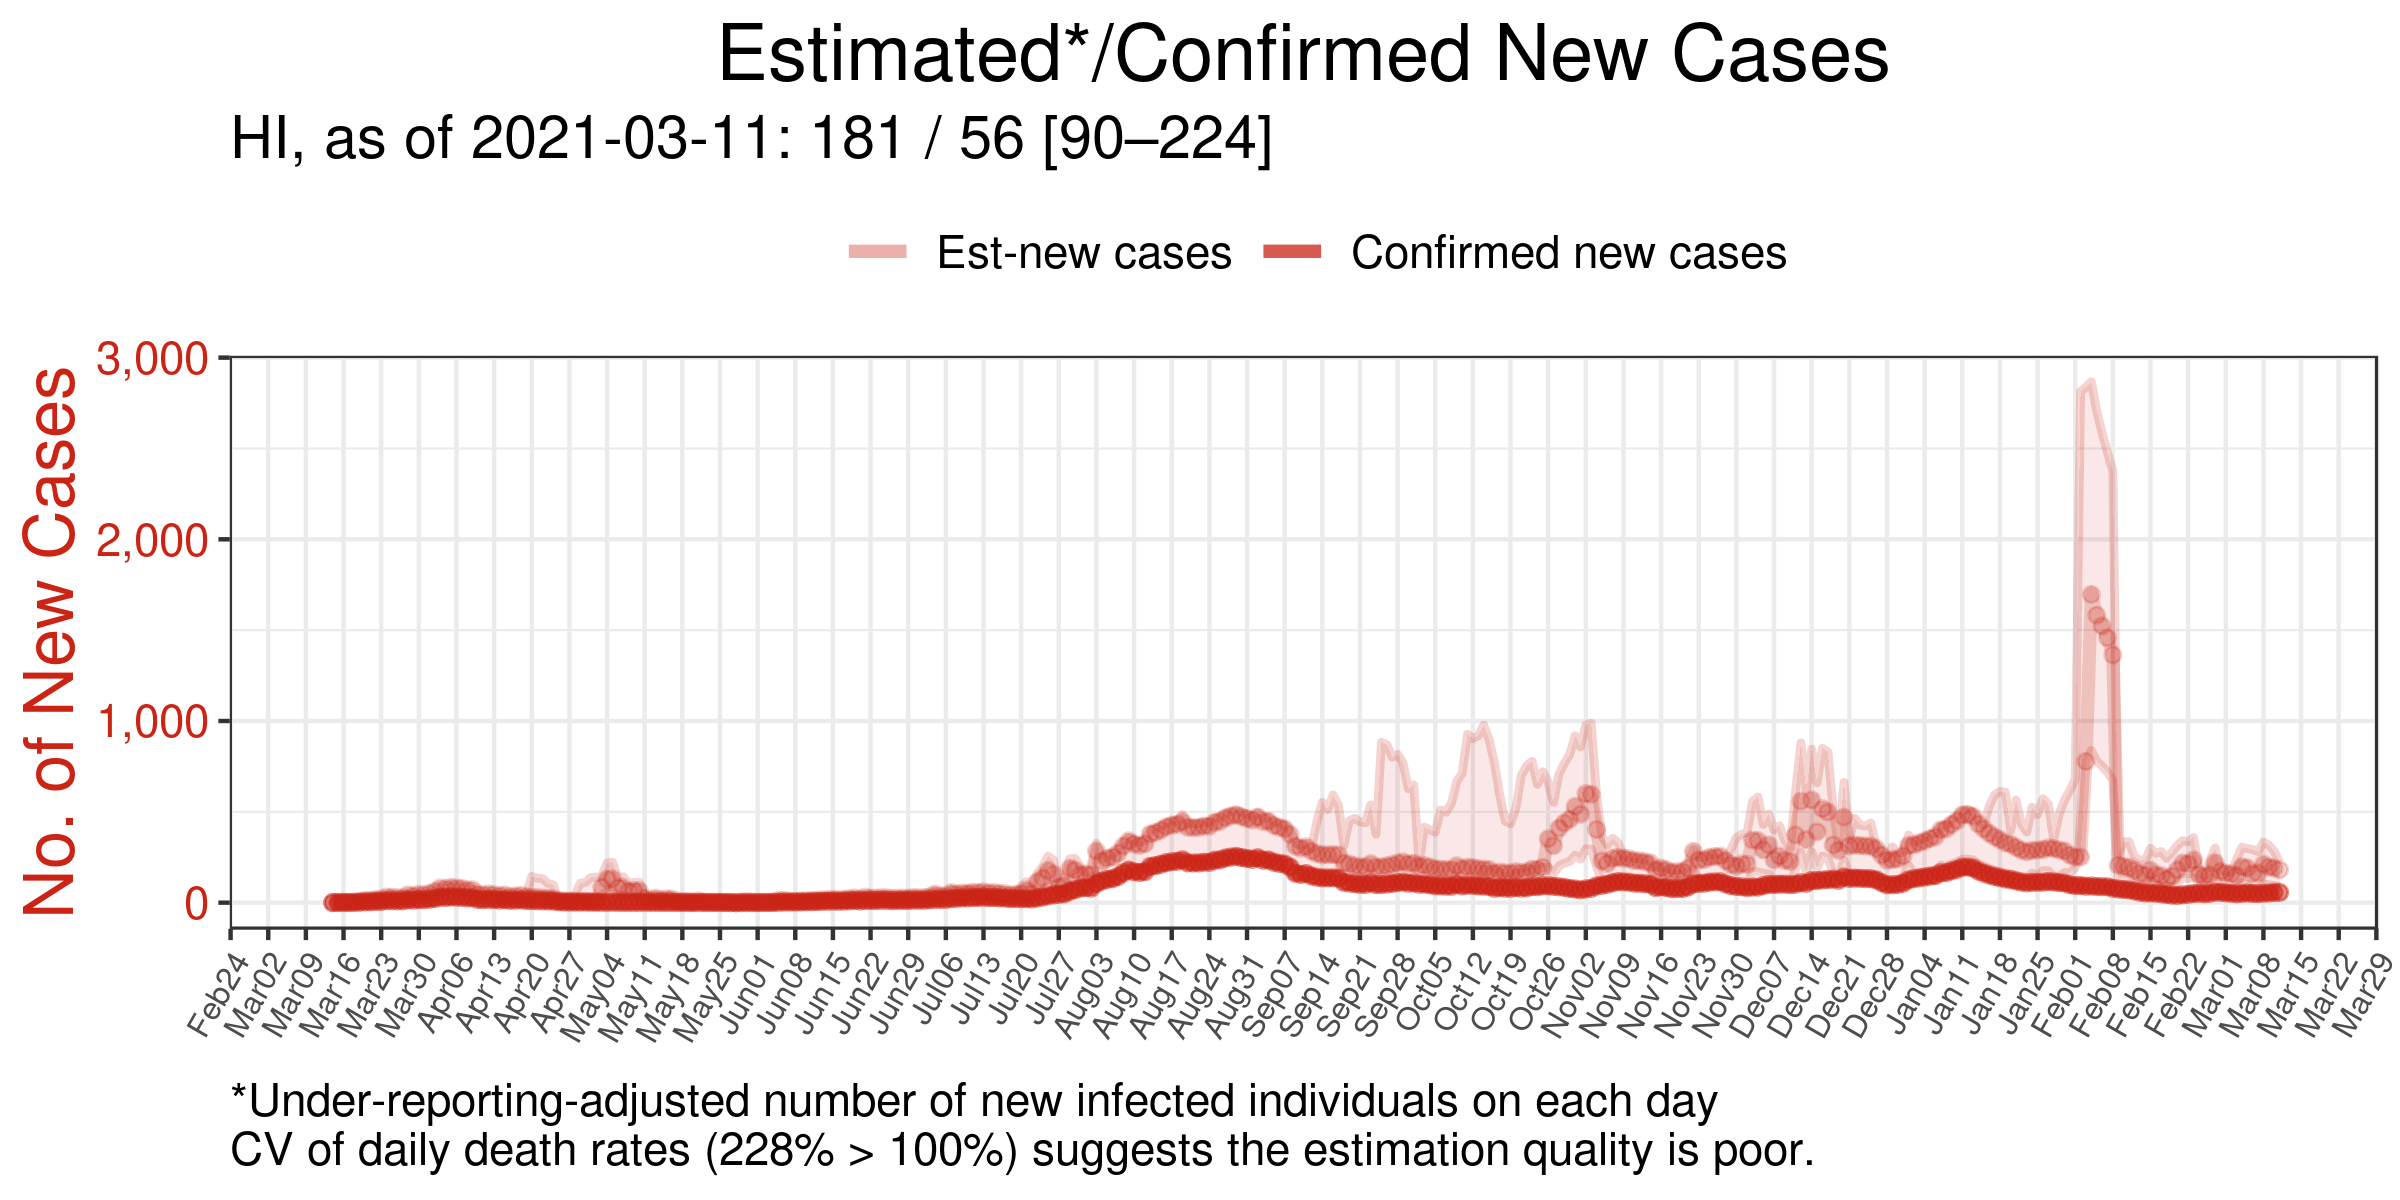 Estimated*/Confirmed New Cases
HI, as of 2021-03-11: 181 / 56 [90–224]
Est-new cases Confirmed new cases
No. of New Cases
3,000
2,000
1,000
0
Feb24 Mar02 Mar09 Mar16 Mar23 Mar30 Apr06 Apr13 Apr20 Apr27 May04 May11 May18 May25 Jun01 Jun08 Jun15 Jun22 Jun29 Jul06 Jul13 Jul20 Jul27 Aug03 Aug10 Aug17 Aug24 Aug31 Sep07 Sep14 Sep21 Sep28 Oct05 Oct12 Oct19 Oct26 Nov02 Nov09 Nov16 Nov23 Nov30 Dec07 Dec14 Dec21 Dec28 Jan04 Jan11 Jan18 Jan25 Feb01 Feb08 Feb15 Feb22 Mar01 Mar08 Mar15 Mar22 Mar29
*Under-reporting-adjusted number of new infected individuals on each day
CV of daily death rates (228% > 100%) suggests the estimation quality is poor.